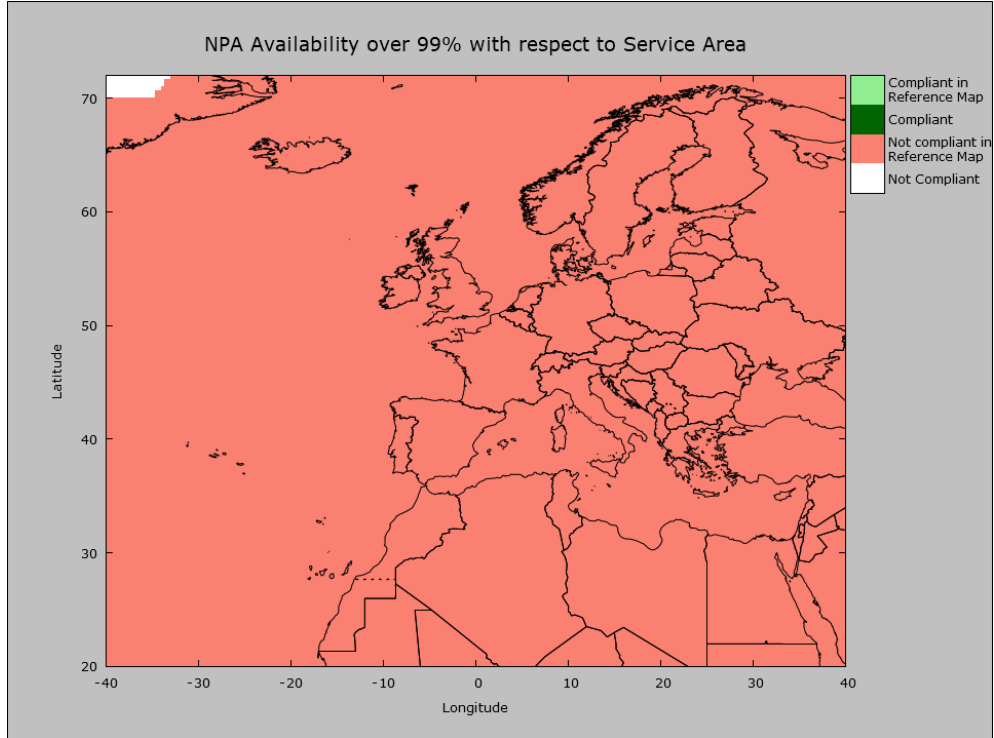 NPA Availability over 99% with respect to Service Area
Compliant in
Reference Map
Compliant
Not compliant in
Reference Map
Not Compliant
70
60
50
40
30
20
Latitude
-40
-30
-20
-10
0
10
20
30
40
Longitude